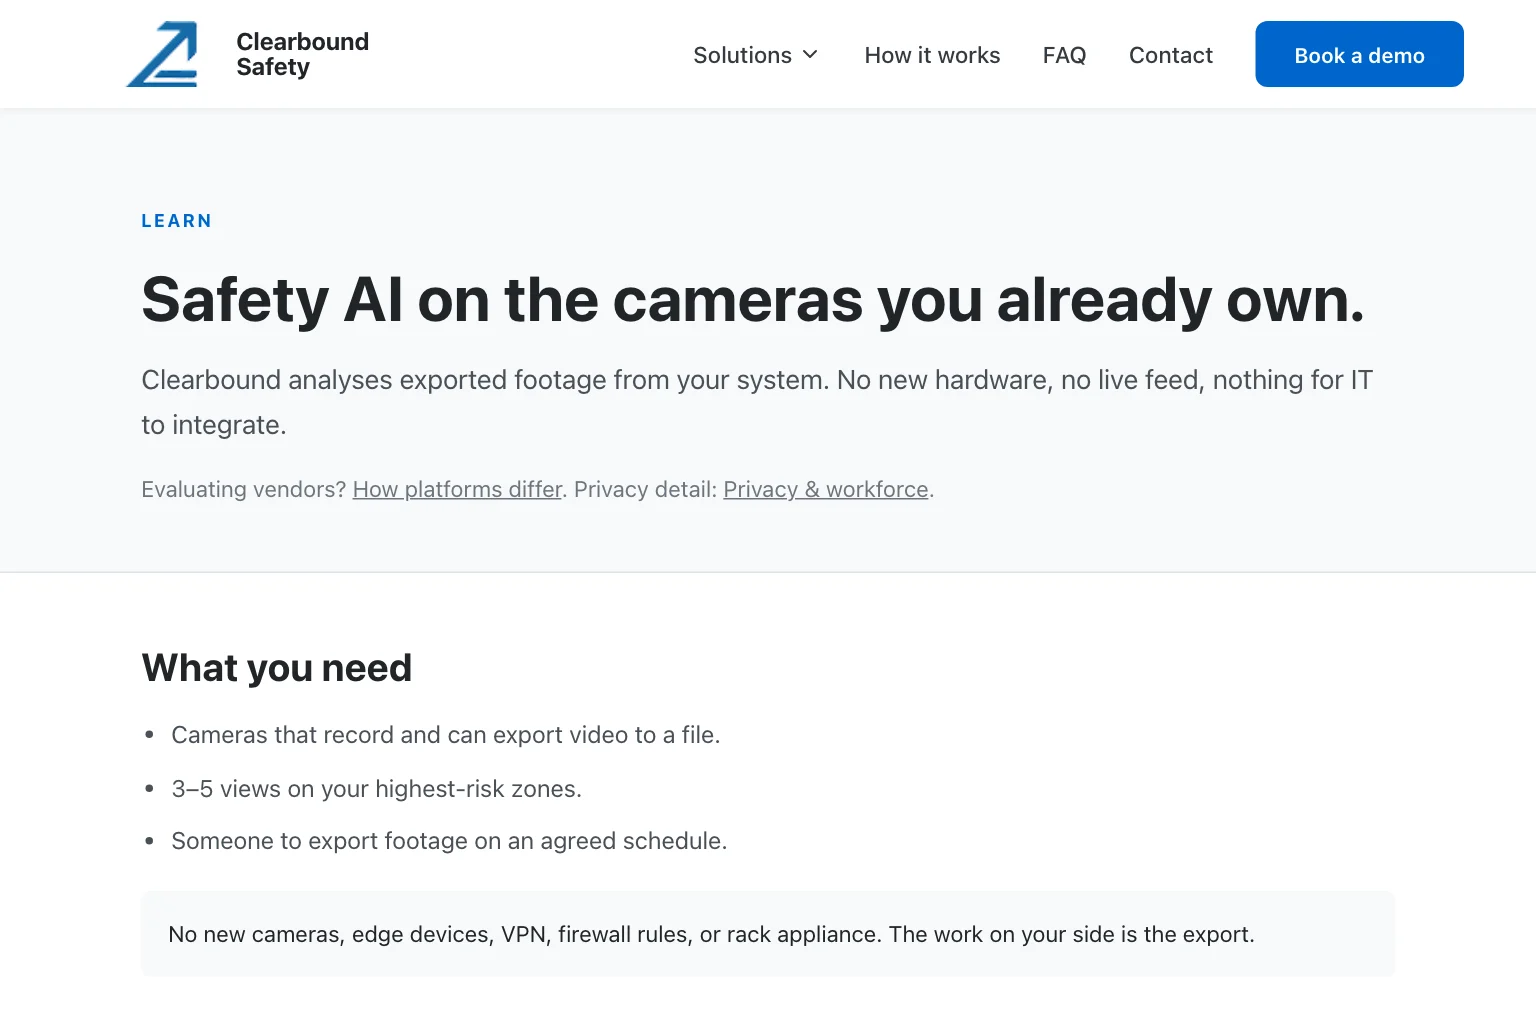 Clearbound
Safety
Solutions
How it works
FAQ
Contact
Book a demo
LEARN
Safety AI on the cameras you already own.
Clearbound analyses exported footage from your system. No new hardware, no live feed, nothing for IT
to integrate.
Evaluating vendors? How platforms differ. Privacy detail: Privacy & workforce.
What you need
• Cameras that record and can export video to a file.
• 3–5 views on your highest-risk zones.
• Someone to export footage on an agreed schedule.
No new cameras, edge devices, VPN, firewall rules, or rack appliance. The work on your side is the export.